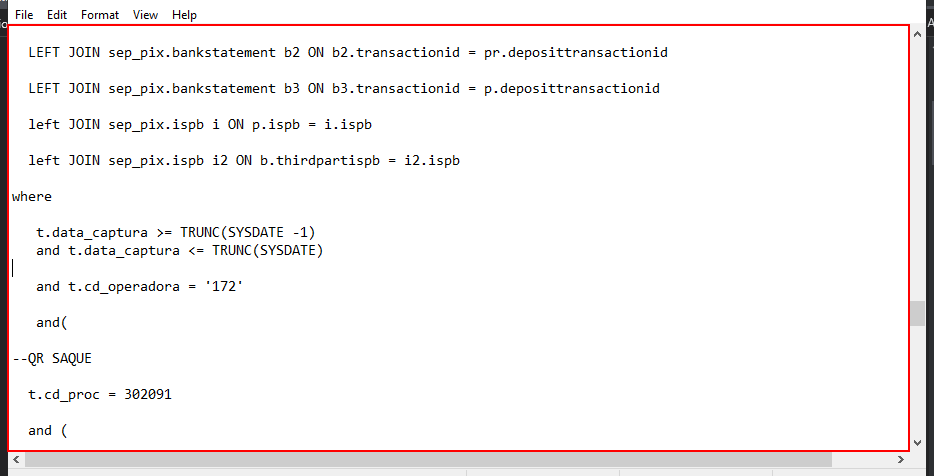 File Edit Format View Help
LEFT JOIN sep_pix.bankstatement b2 ON b2.transactionid = pr.deposittransactionid
LEFT JOIN sep_pix.bankstatement b3 ON b3.transactionid = p.deposittransactionid
left JOIN sep_pix.ispb i ON p.ispb = i.ispb
left JOIN sep_pix.ispb i2 ON b.thirdpartispb = i2.ispb
where
t.data_captura >= TRUNC(SYSDATE -1)
and t.data_captura <= TRUNC(SYSDATE)
and t.cd_operadora = '172'
and(
--QR SAQUE
t.cd_proc = 302091
and (